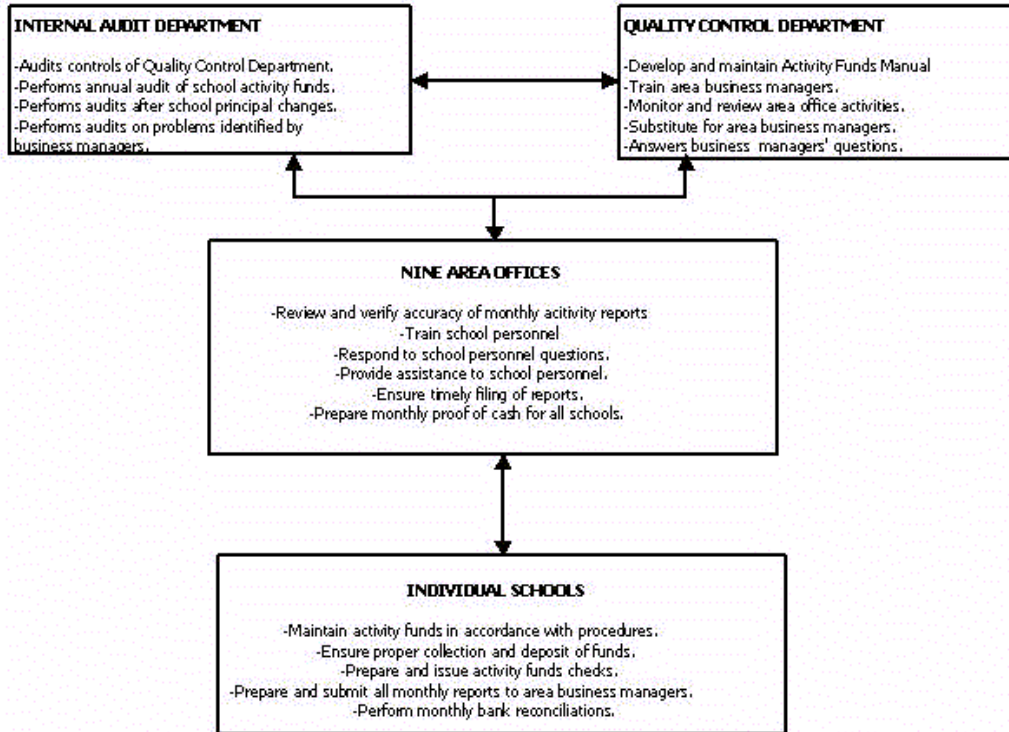 INTERNAL AUDIT DEPARTMENT
-Audits controls of Quality Control Department.
-Performs annual audit of school activity funds.
-Performs audits after school principal changes.
-Performs audits on problems identified by
business managers.
QUALITY CONTROL DEPARTMENT
-Develop and maintain Activity Funds Manual
-Train area business managers.
-Monitor and review area office activities.
-Substitute for area business managers.
-Answers business managers' questions.
NINE AREA OFFICES
-Review and verify accuracy of monthly acitivity reports
-Train school personnel
-Respond to school personnel questions.
-Provide assistance to school personnel.
-Ensure timely filing of reports.
-Prepare monthly proof of cash for all schools.
INDIVIDUAL SCHOOLS
-Maintain activity funds in accordance with procedures.
-Ensure proper collection and deposit of funds.
-Prepare and issue activity funds checks.
-Prepare and submit all monthly reports to area business managers.
-Perform monthly bank reconciliations.